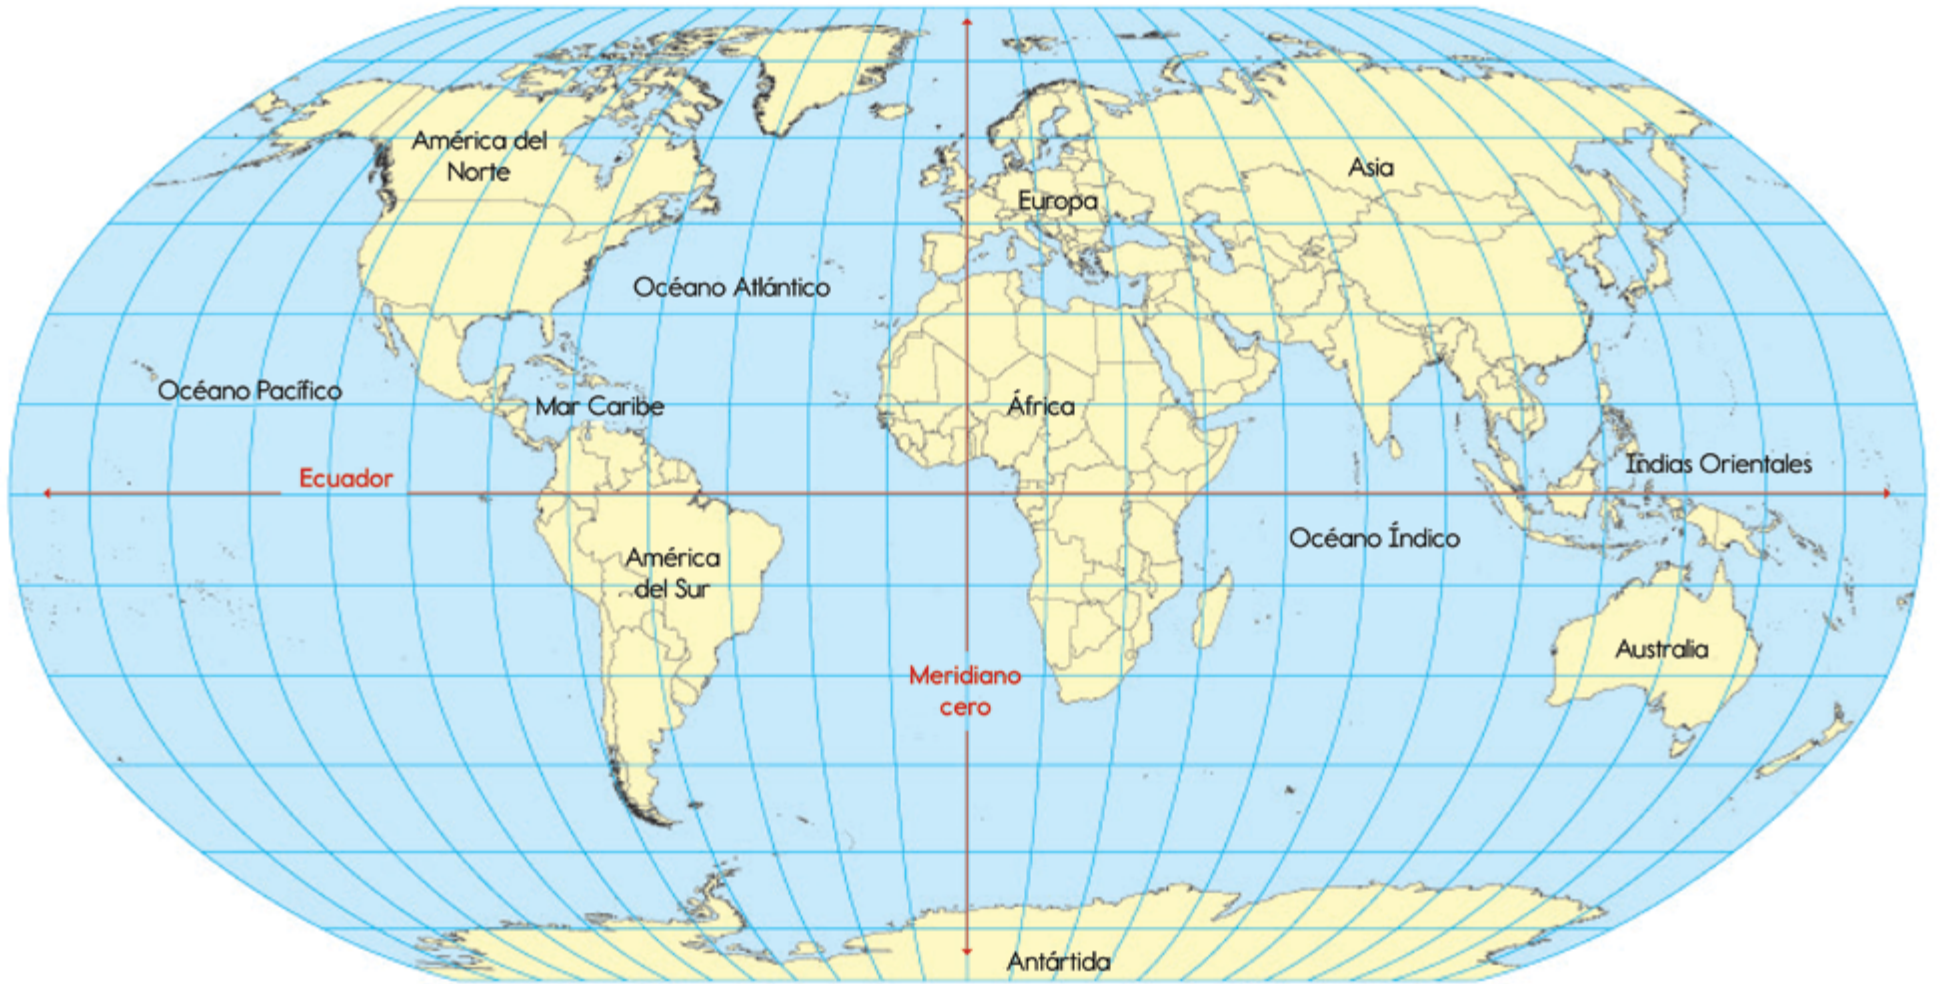 América del
Norte
Asia
Europa
Océano Atlántico
Océano Pacífico
Mar Caribe
África
Ecuador
Indias Orientales
Océano Índico
América
del Sur
Australia
Meridiano
cero
Antártida